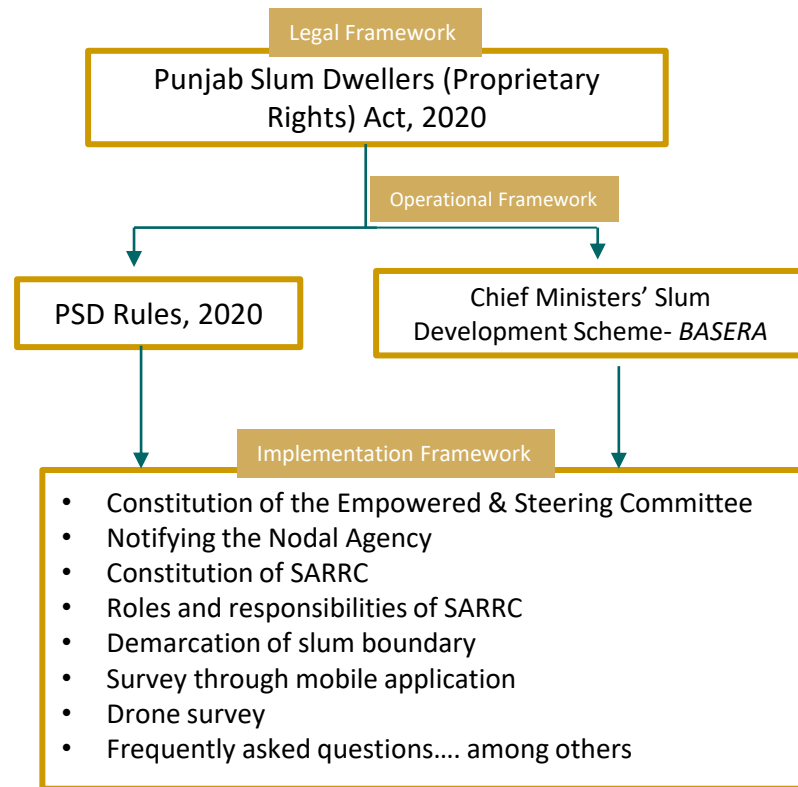 Legal Framework
Punjab Slum Dwellers (Proprietary
Rights) Act, 2020
Operational Framework
PSD Rules, 2020
Chief Ministers’ Slum
Development Scheme- BASERA
Implementation Framework
• Constitution of the Empowered & Steering Committee
• Notifying the Nodal Agency
• Constitution of SARRC
• Roles and responsibilities of SARRC
• Demarcation of slum boundary
• Survey through mobile application
• Drone survey
• Frequently asked questions…. among others